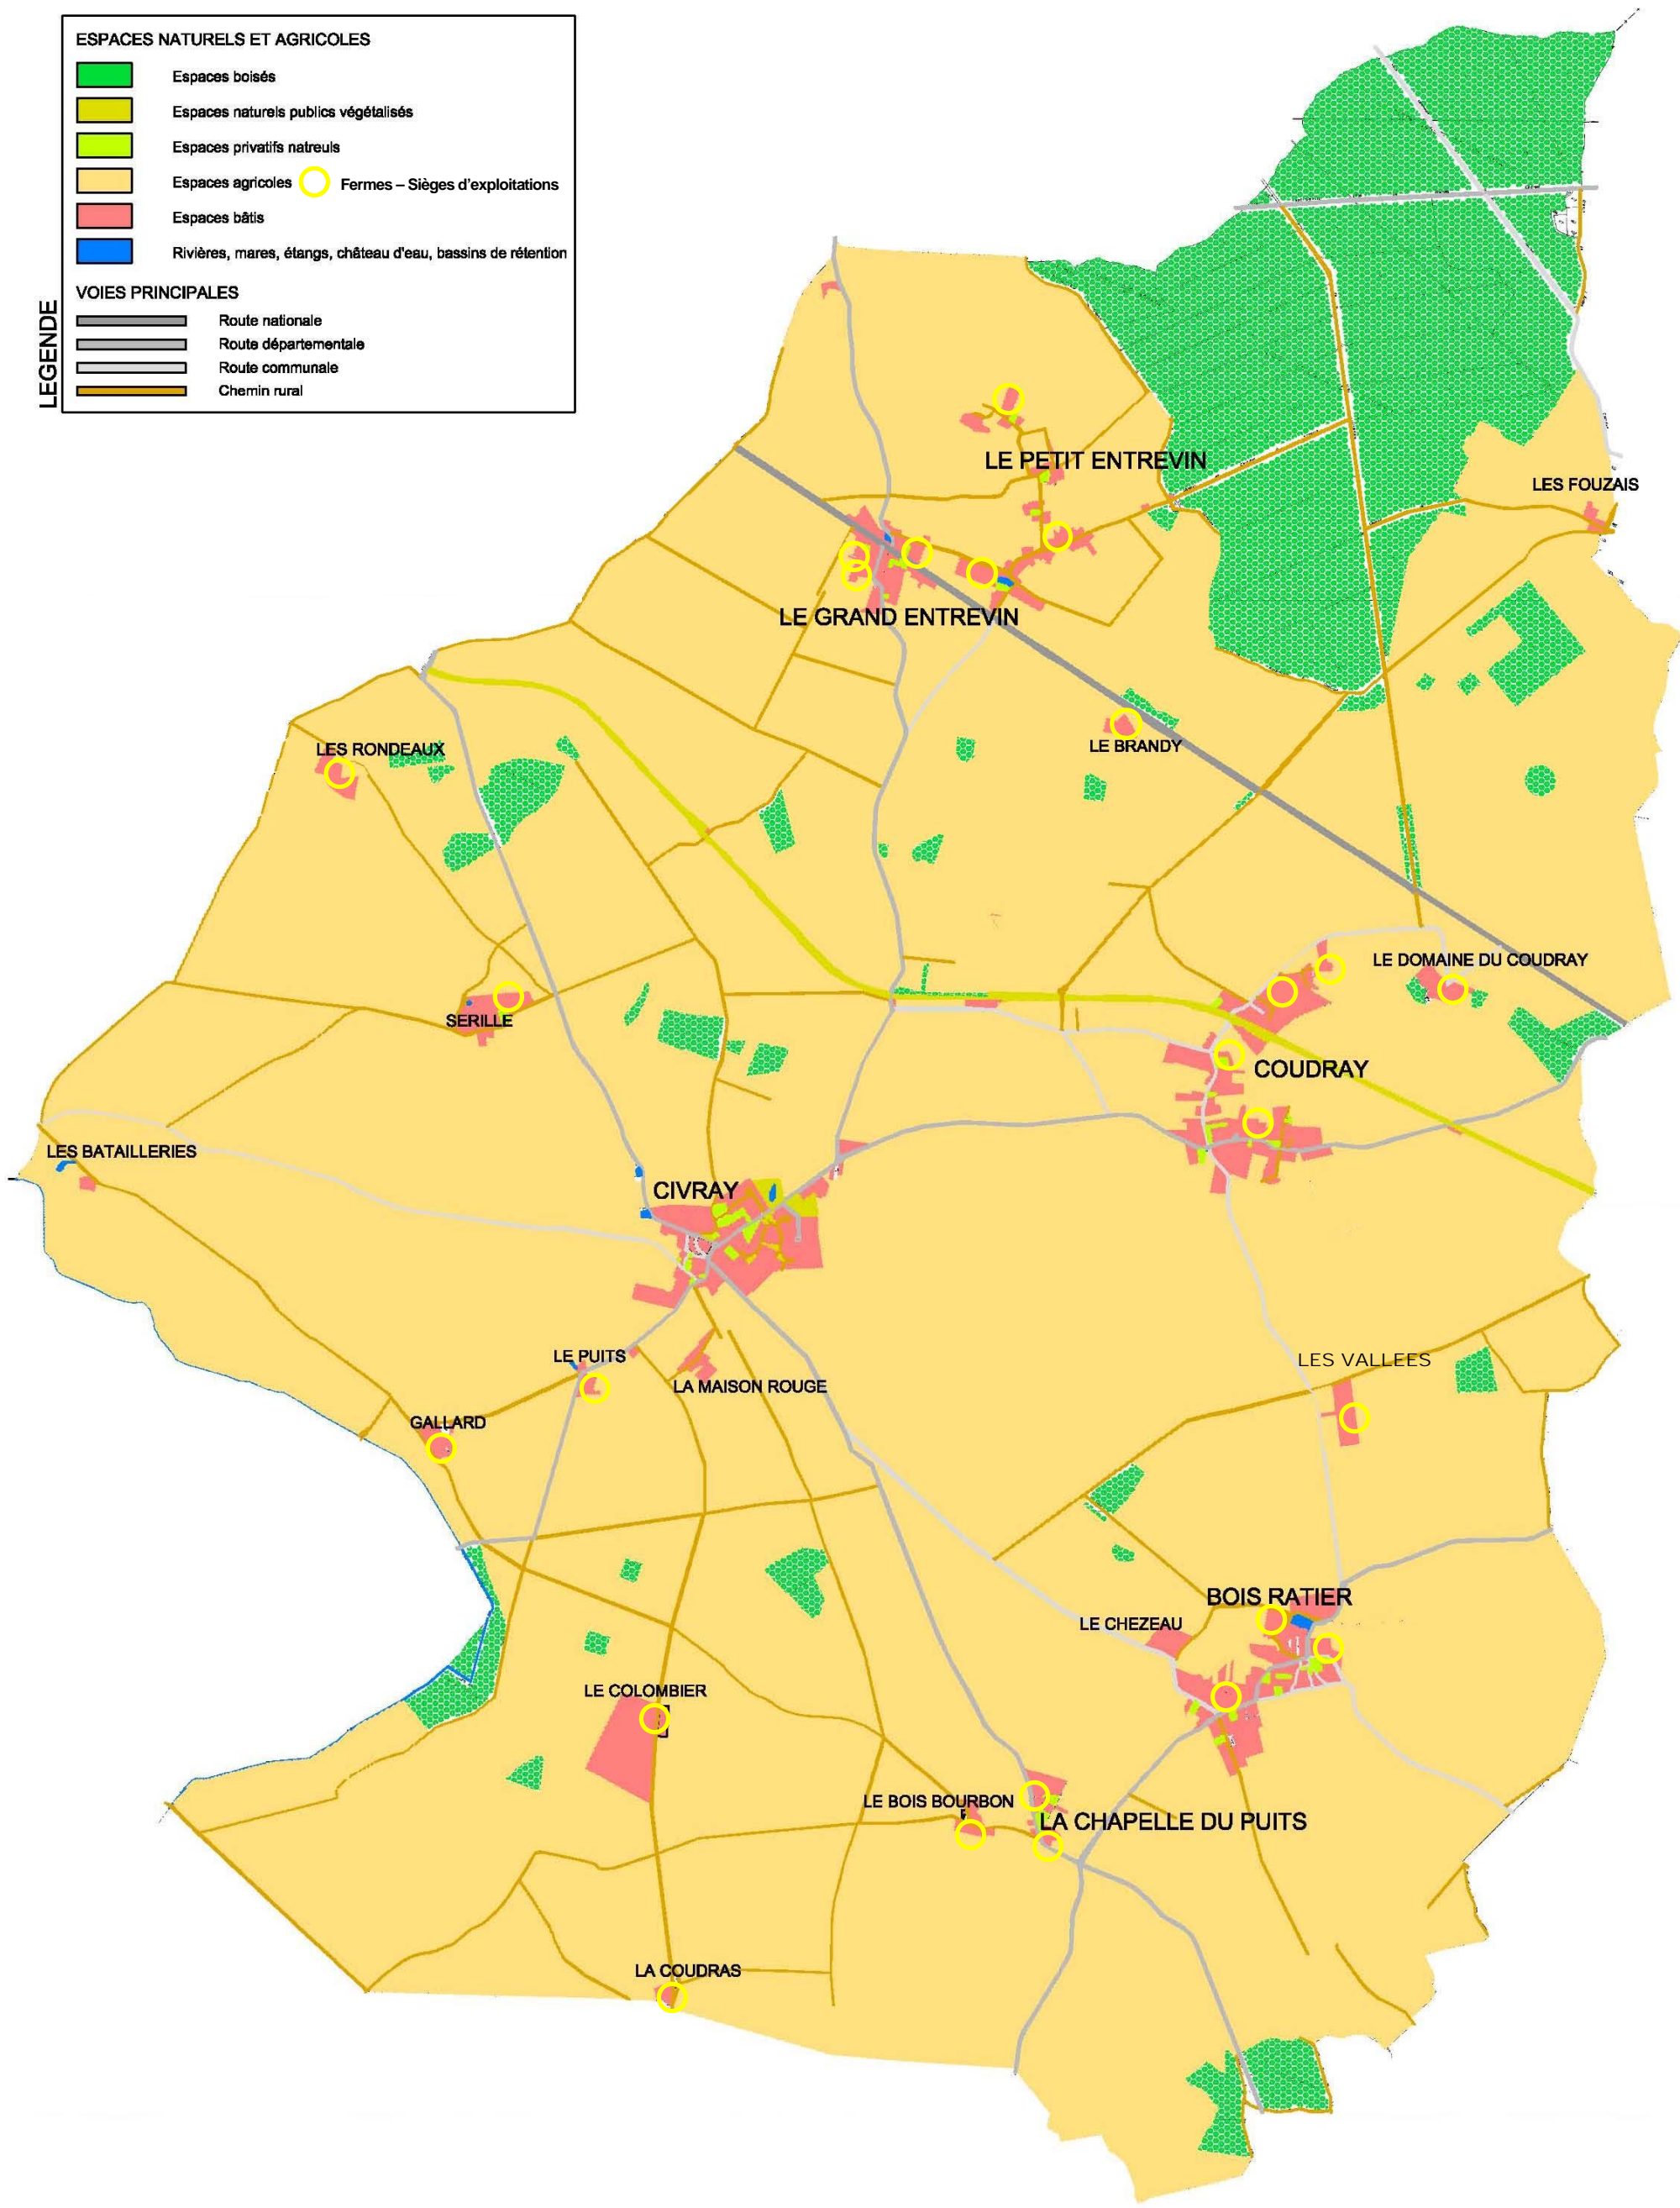 ESPACES NATURELS ET AGRICOLES
Espaces boisés
Espaces naturels publics végétalisés
Espaces privatifs natreuls
Espaces agricoles Fermes – Sièges d'exploitations
Espaces bâtis
Rivières, mares, étangs, château d'eau, bassins de rétention
VOIES PRINCIPALES
Route nationale
Route départementale
Route communale
Chemin rural
LEGENDE
LE PETIT ENTREVIN
LES FOUZAIS
LE GRAND ENTREVIN
LES RONDEAUX
LE BRANDY
LE DOMAINE DU COUDRAY
SERILLE
COUDRAY
LES BATAILLERIES
CIVRAY
LE PUITS
LES VALLEES
LA MAISON ROUGE
GALLARD
BOIS RATIER
LE CHEZEAU
LE COLOMBIER
LE BOIS BOURBON
LA CHAPELLE DU PUITS
LA COUDRAS